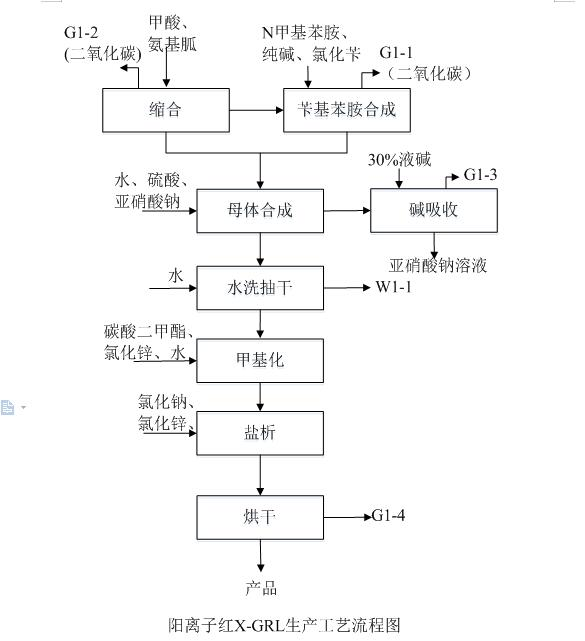 G1-2
(二氧化碳)
甲酸、
氨基胍
N甲基苯胺、
纯碱、氯化苄
G1-1
（二氧化碳）
缩合
苄基苯胺合成
30%液碱
G1-3
水、硫酸、
亚硝酸钠
母体合成
碱吸收
亚硝酸钠溶液
水
水洗抽干
W1-1
碳酸二甲酯、
氯化锌、水
甲基化
氯化钠、
氯化锌、
盐析
烘干
G1-4
产品
阳离子红X-GRL生产工艺流程图